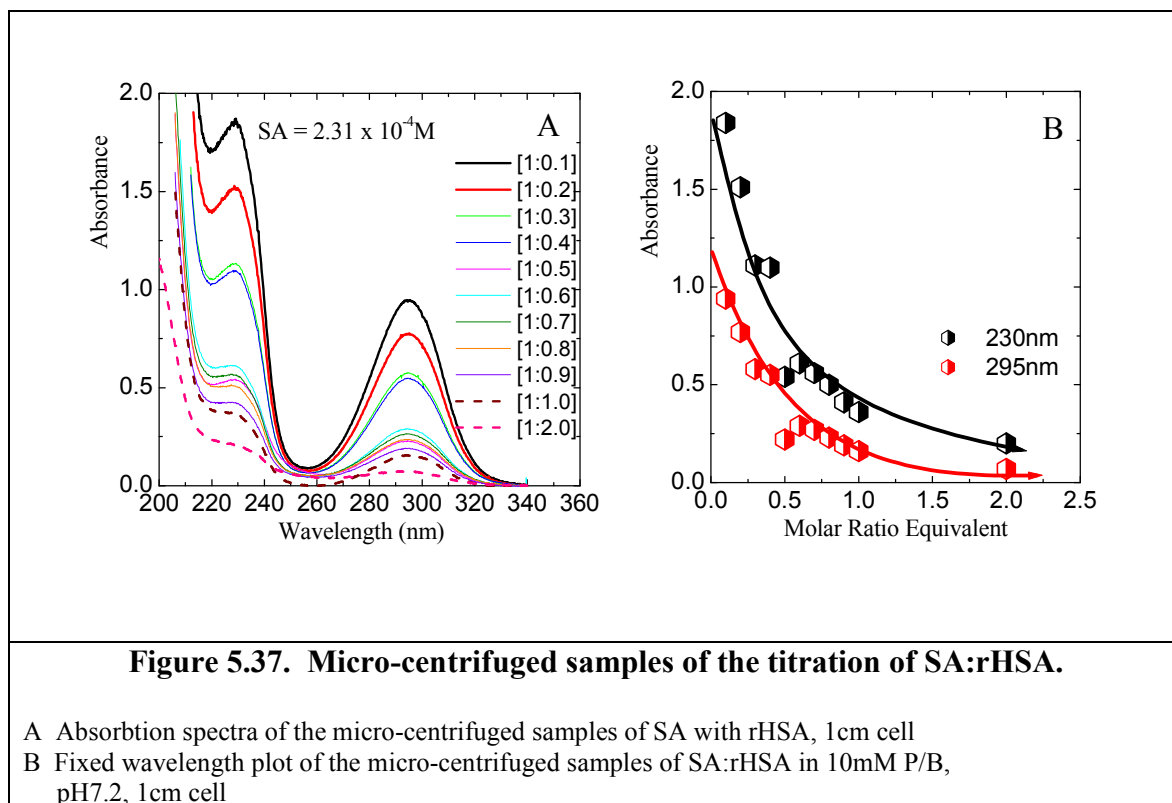 2.0
1.5
1.0
0.5
0.0
Absorbance
SA = 2.31 x 10⁻⁴M
A
[1:0.1]
[1:0.2]
[1:0.3]
[1:0.4]
[1:0.5]
[1:0.6]
[1:0.7]
[1:0.8]
[1:0.9]
[1:1.0]
[1:2.0]
200 220 240 260 280 300 320 340 360
Wavelength (nm)
2.0
1.5
1.0
0.5
0.0
Absorbance
B
230nm
295nm
0.0 0.5 1.0 1.5 2.0 2.5
Molar Ratio Equivalent
Figure 5.37. Micro-centrifuged samples of the titration of SA:rHSA.
A Absorbtion spectra of the micro-centrifuged samples of SA with rHSA, 1cm cell
B Fixed wavelength plot of the micro-centrifuged samples of SA:rHSA in 10mM P/B,
pH7.2, 1cm cell